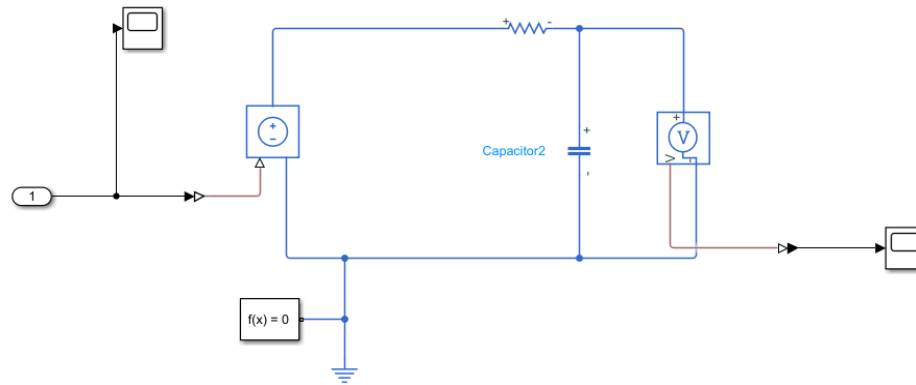 +
-
+
-
Capacitor2
+
-
+
V
V
-
1
f(x) = 0